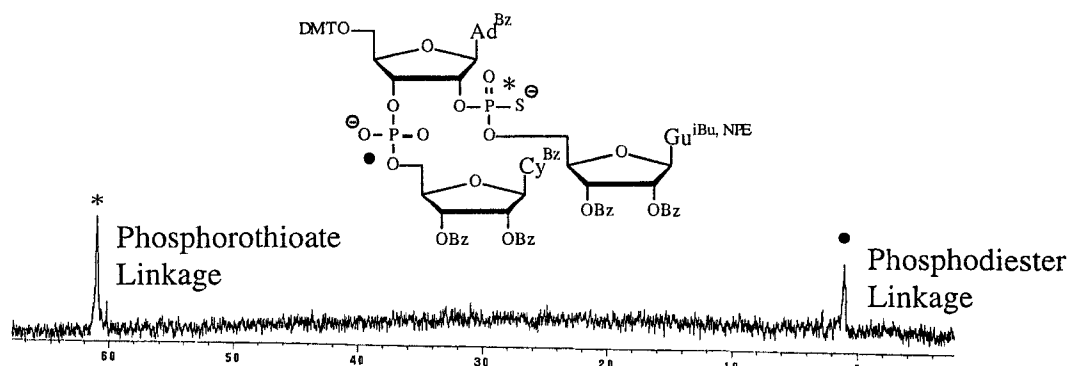 DMTO
O
Ad^Bz
O
*
O
O-P-S ⊖
⊖
O-P-O
O
O
O
Gu^iBu, NPE
O
Cy^Bz
O
OBz OBz
OBz OBz
*
Phosphorothioate
Linkage
●
Phosphodiester
Linkage
60 50 40 30 20 10 0